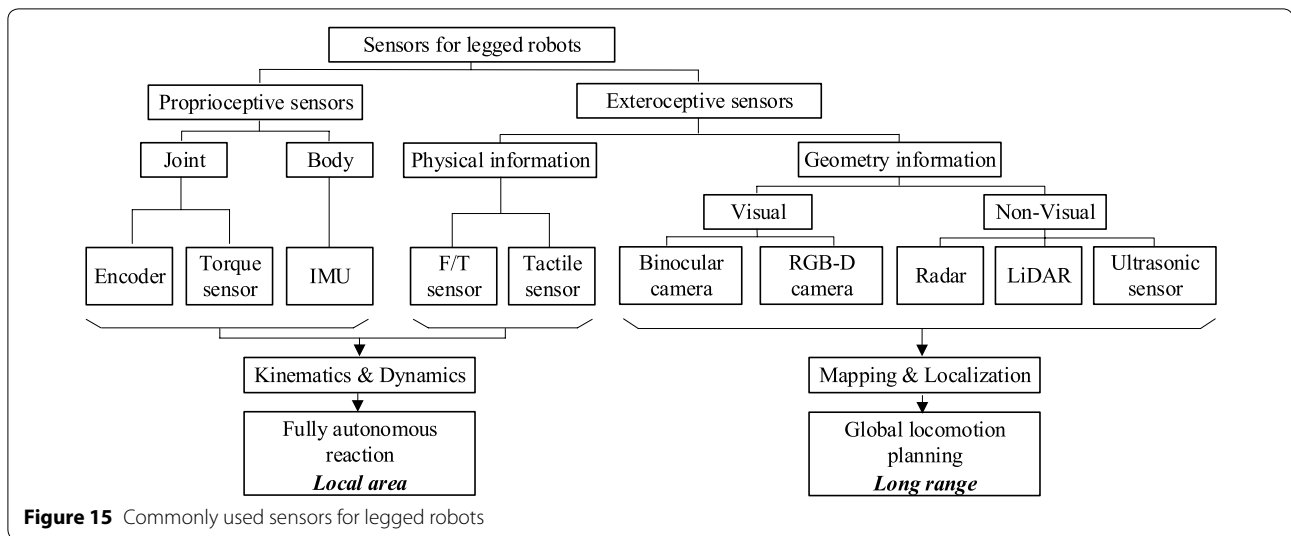 Sensors for legged robots
Proprioceptive sensors
Exteroceptive sensors
Joint
Body
Physical information
Geometry information
Visual
Non-Visual
Encoder
Torque
sensor
IMU
F/T
sensor
Tactile
sensor
Binocular
camera
RGB-D
camera
Radar
LiDAR
Ultrasonic
sensor
Kinematics & Dynamics
Mapping & Localization
Fully autonomous
reaction
Local area
Global locomotion
planning
Long range
Figure 15 Commonly used sensors for legged robots